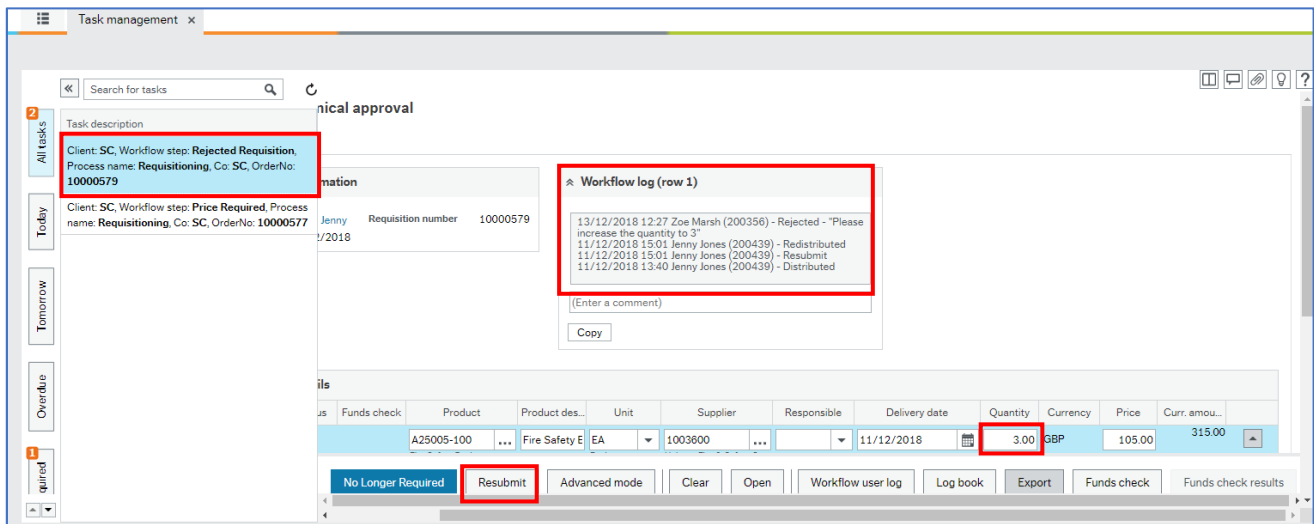 Task management ×
Search for tasks
nical approval
2
All tasks
Task description
Client: SC, Workflow step: Rejected Requisition,
Process name: Requisitioning, Co: SC, OrderNo:
10000579
Client: SC, Workflow step: Price Required, Process
name: Requisitioning, Co: SC, OrderNo: 10000577
Today
Tomorrow
Overdue
1
quired
mation
Jenny Requisition number 10000579
2/2018
Workflow log (row 1)
13/12/2018 12:27 Zoe Marsh (200356) - Rejected - "Please
increase the quantity to 3"
11/12/2018 15:01 Jenny Jones (200439) - Redistributed
11/12/2018 15:01 Jenny Jones (200439) - Resubmit
11/12/2018 13:40 Jenny Jones (200439) - Distributed
(Enter a comment)
Copy
ils
us Funds check Product Product des... Unit Supplier Responsible Delivery date Quantity Currency Price Curr. amou...
A25005-100 ... Fire Safety E EA 1003600 ... 11/12/2018 3.00 GBP 105.00 315.00
No Longer Required Resubmit Advanced mode Clear Open Workflow user log Log book Export Funds check Funds check results
?